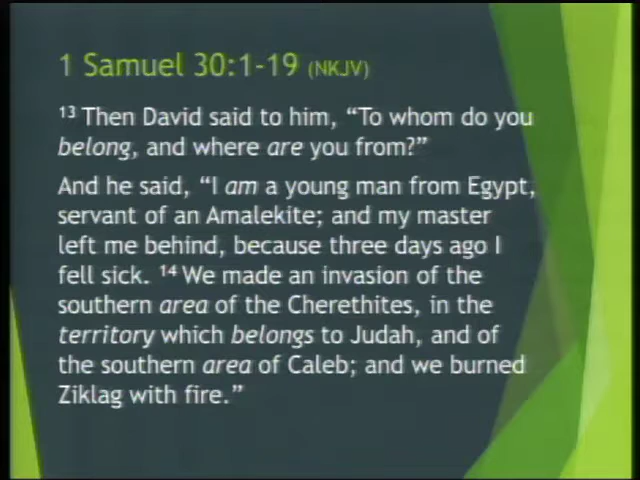 1 Samuel 30:1-19 (NKJV)
13 Then David said to him, “To whom do you
belong, and where are you from?”
And he said, “I am a young man from Egypt,
servant of an Amalekite; and my master
left me behind, because three days ago I
fell sick. 14 We made an invasion of the
southern area of the Cherethites, in the
territory which belongs to Judah, and of
the southern area of Caleb; and we burned
Ziklag with fire.”